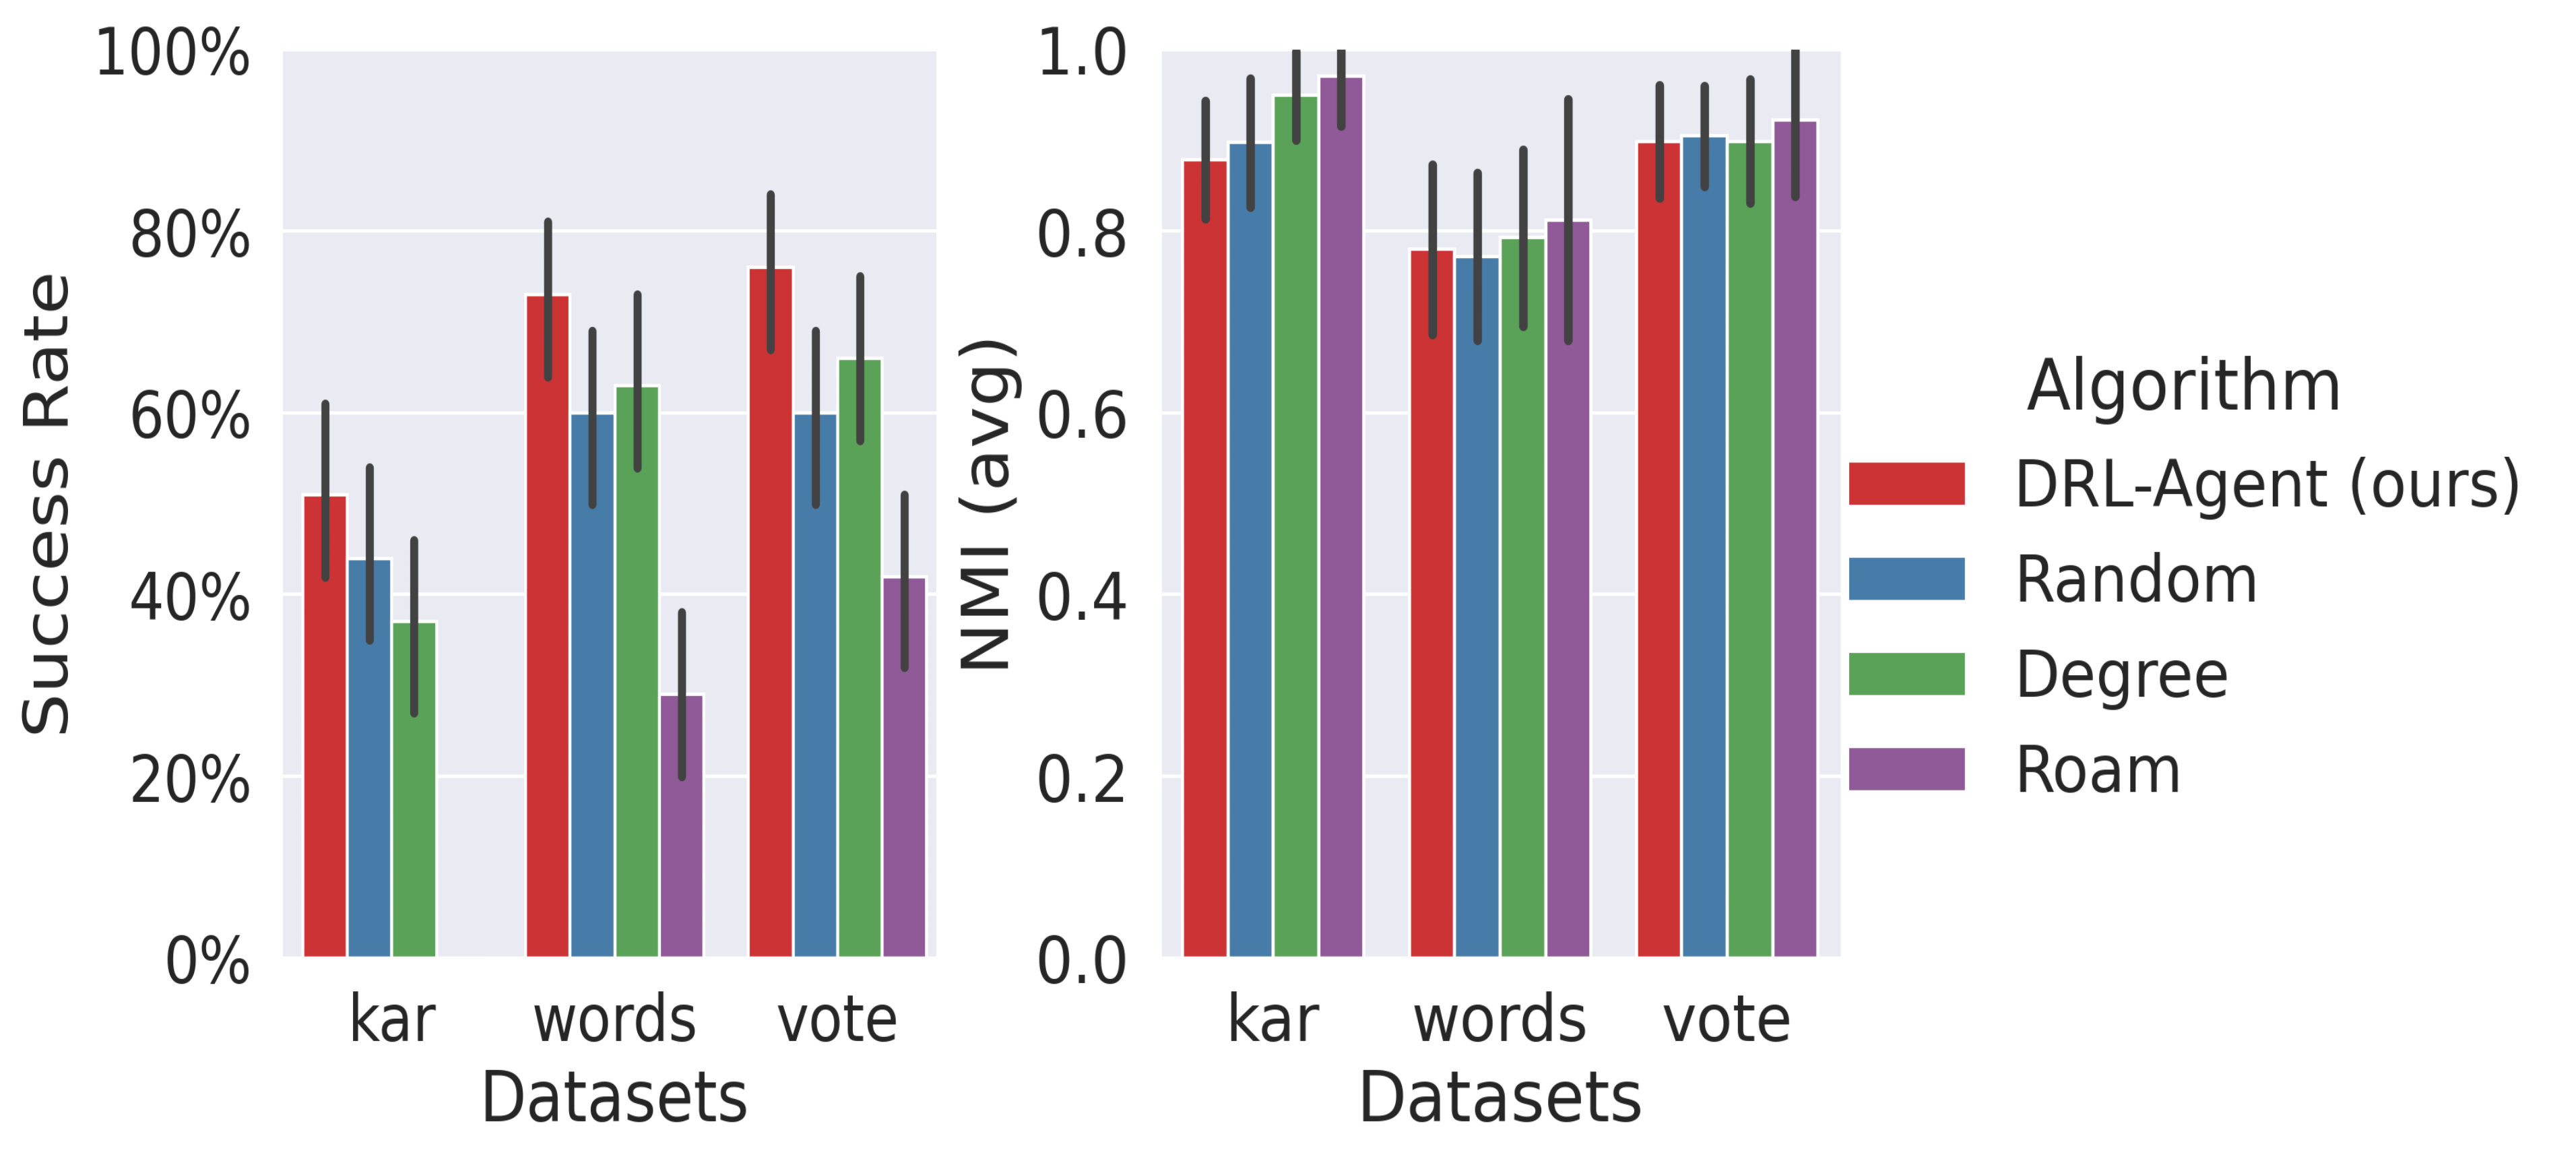 Success Rate
100%
80%
60%
40%
20%
0%
kar
words
vote
Datasets
NMI (avg)
1.0
0.8
0.6
0.4
0.2
0.0
kar
words
vote
Datasets
Algorithm
DRL-Agent (ours)
Random
Degree
Roam